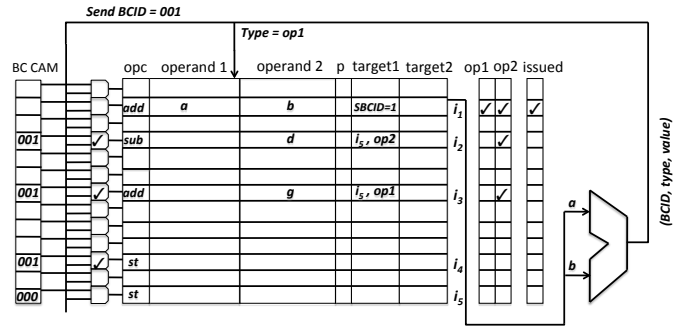 Send BCID = 001
Type = op1
BC CAM opc operand 1 operand 2 p target1 target2 op1 op2 issued
add a b SBCID=1 i1 ✓ ✓ ✓
001 ✓ sub d i5 , op2 i2 ✓
001 ✓ add g i5 , op1 i3 ✓
001 ✓ st i4
000 st i5
a
b
(BCID, type, value)